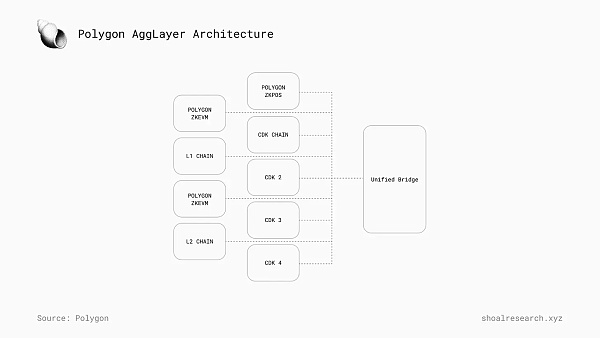 Polygon AggLayer Architecture
POLYGON
ZKPOS
POLYGON
ZKEVM
CDK CHAIN
L1 CHAIN
CDK 2
Unified Bridge
POLYGON
ZKEVM
CDK 3
L2 CHAIN
CDK 4
Source: Polygon
shoalresearch.xyz